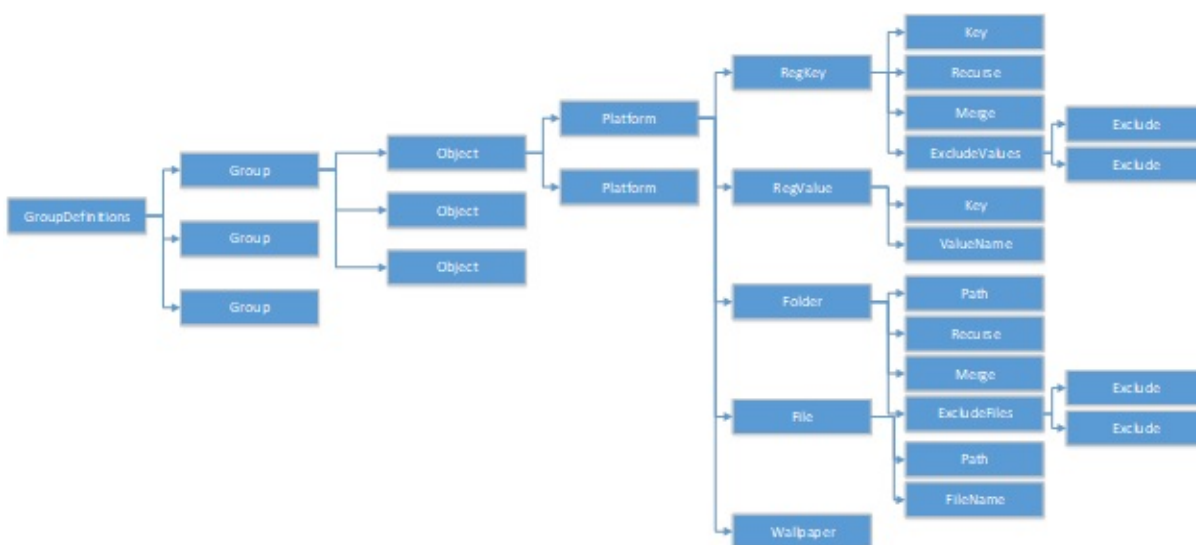 GroupDefinitions
Group
Group
Group
Object
Object
Object
Platform
Platform
RegKey
RegValue
Folder
File
Wallpaper
Key
Recurse
Merge
ExcludeValues
Key
ValueName
Path
Recurse
Merge
ExcludeFiles
Path
FileName
Exclude
Exclude
Exclude
Exclude